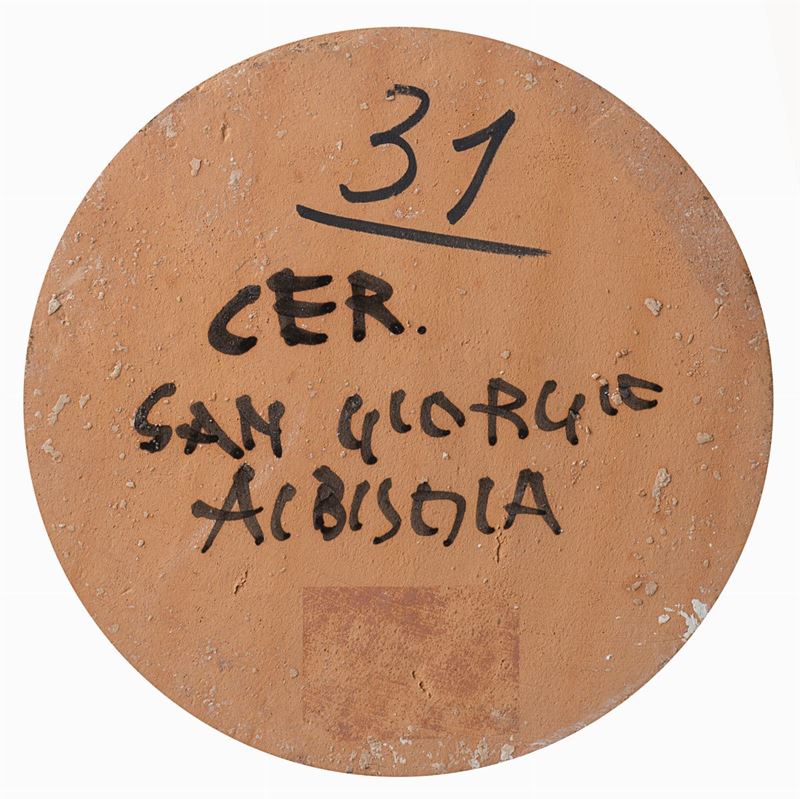 31
CER.
SAN GIORGIO
ALBISOLA